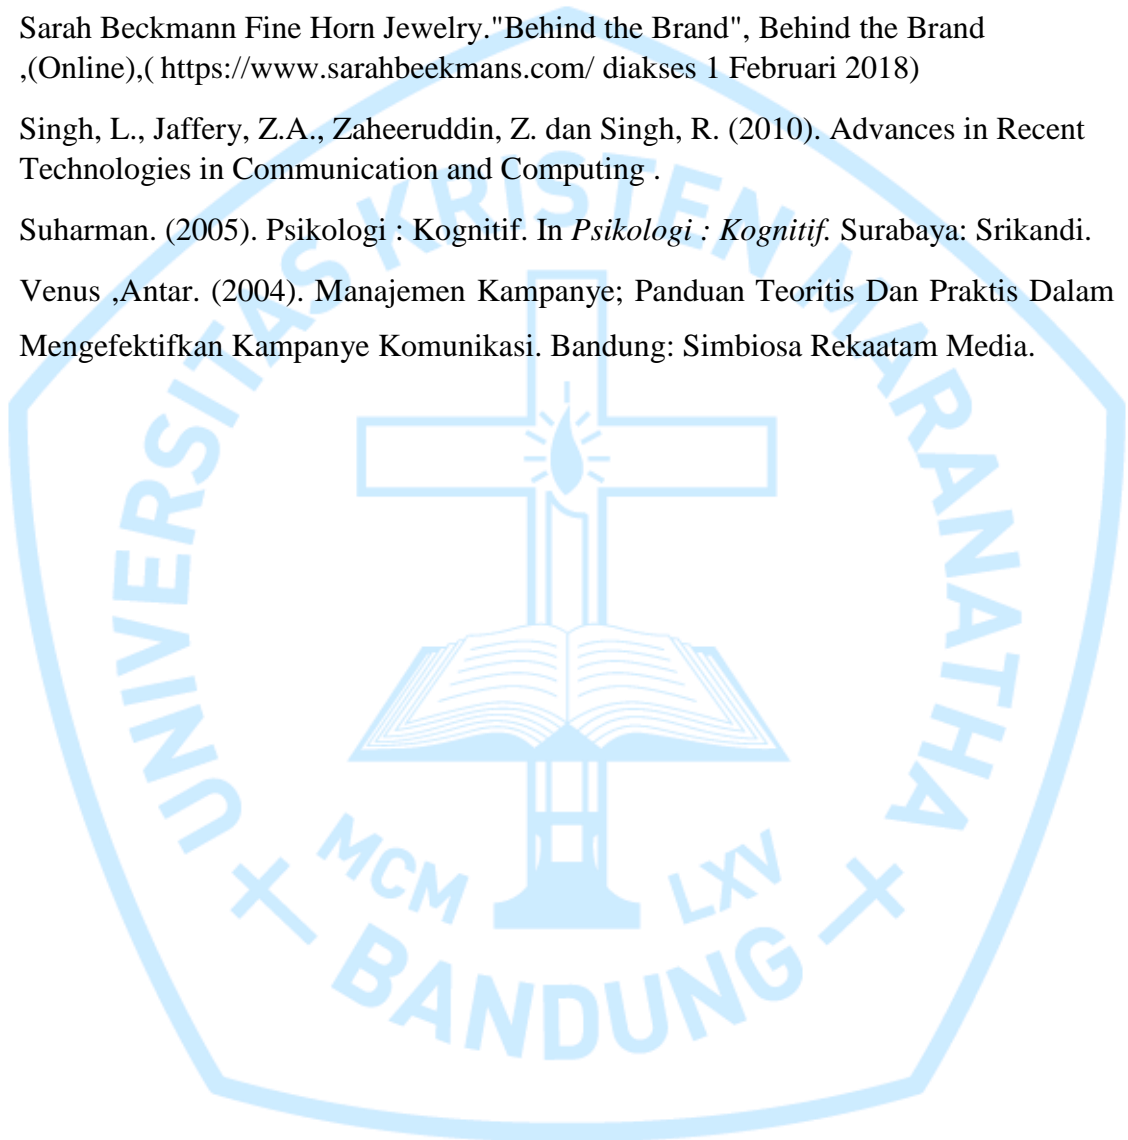 Sarah Beckmann Fine Horn Jewelry."Behind the Brand", Behind the Brand
,(Online),( https://www.sarahbeekmans.com/ diakses 1 Februari 2018)
Singh, L., Jaffery, Z.A., Zaheeruddin, Z. dan Singh, R. (2010). Advances in Recent
Technologies in Communication and Computing .
Suharman. (2005). Psikologi : Kognitif. In Psikologi : Kognitif. Surabaya: Srikandi.
Venus ,Antar. (2004). Manajemen Kampanye; Panduan Teoritis Dan Praktis Dalam
Mengefektifkan Kampanye Komunikasi. Bandung: Simbiosa Rekaatam Media.
UNIVERSITAS KRISTEN MARANATHA
MCM LXV
BANDUNG